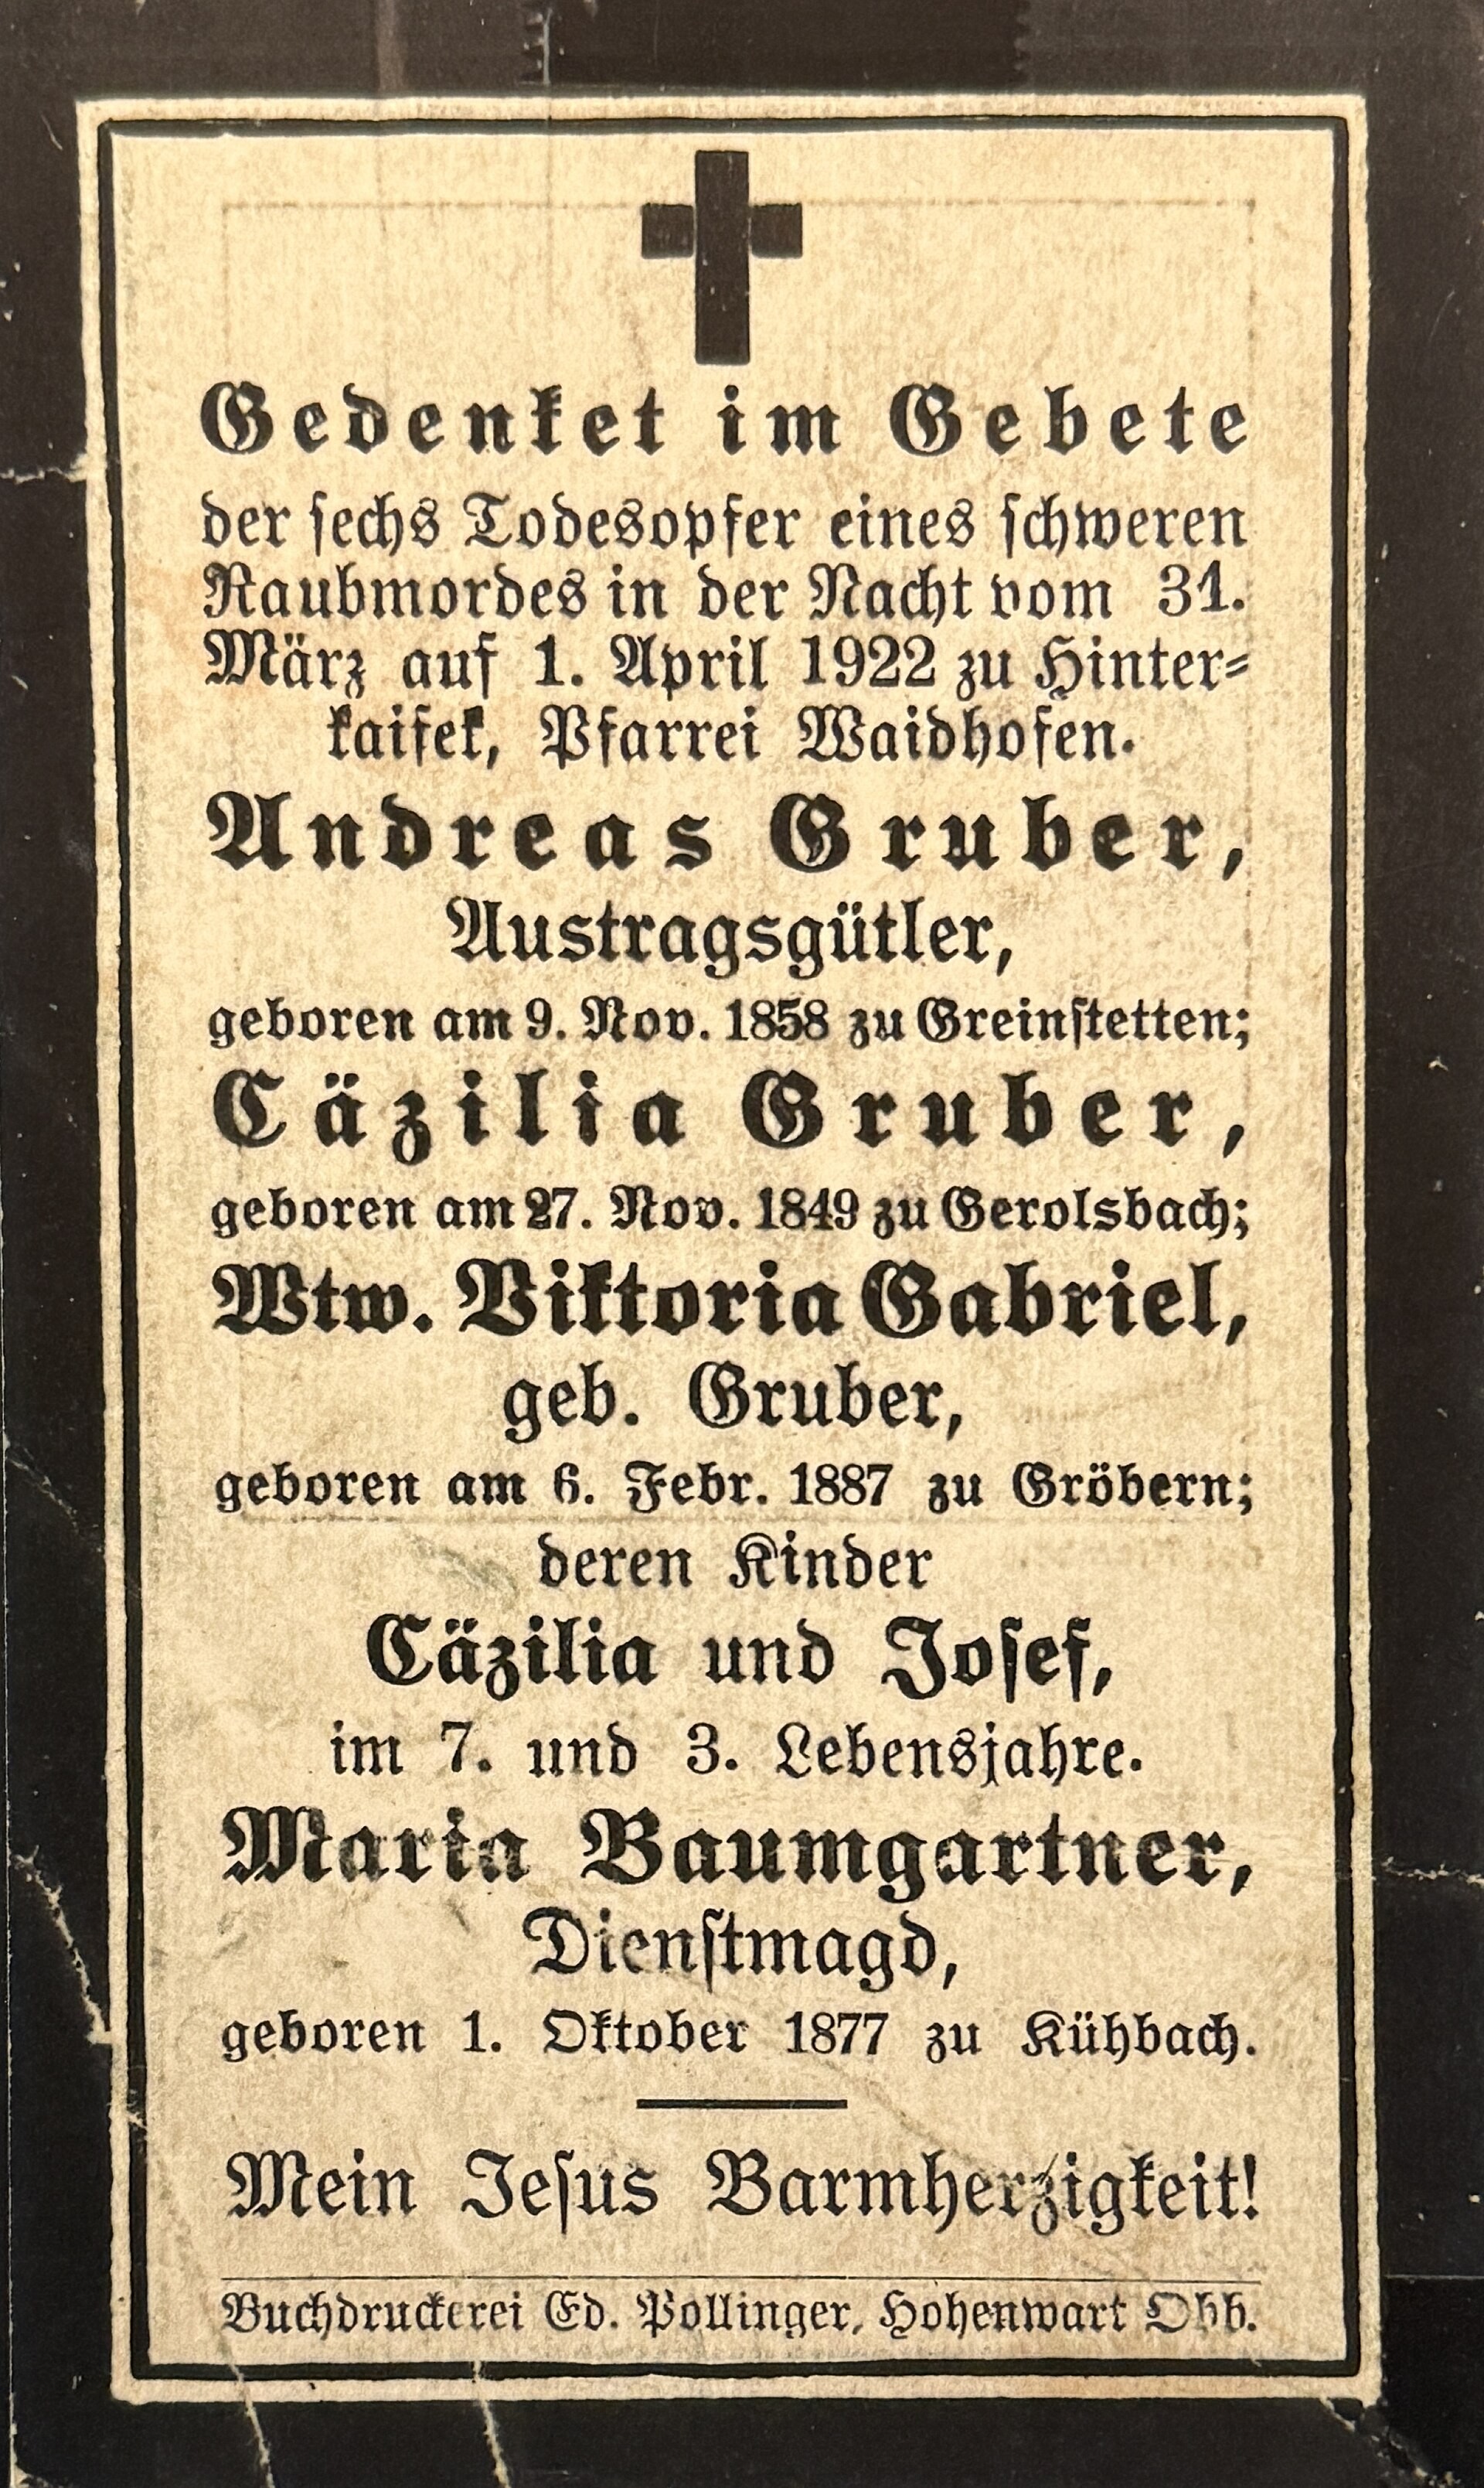 Gedenket im Gebete
der sechs Todesopfer eines schweren
Raubmordes in der Nacht vom 31.
März auf 1. April 1922 zu Hinter-
kaifek, Pfarrei Waidhofen.
Andreas Gruber,
Austragsgütler,
geboren am 9. Nov. 1858 zu Greinstetten;
Cäzilia Gruber,
geboren am 27. Nov. 1849 zu Gerolsbach;
Wtw. Viktoria Gabriel,
geb. Gruber,
geboren am 6. Febr. 1887 zu Gröbern;
deren Kinder
Cäzilia und Josef,
im 7. und 3. Lebensjahre.
Maria Baumgartner,
Dienstmagd,
geboren 1. Oktober 1877 zu Kühbach.
Mein Jesus Barmherzigkeit!
Buchdruckerei Ed. Pollinger, Hohenwart Obb.